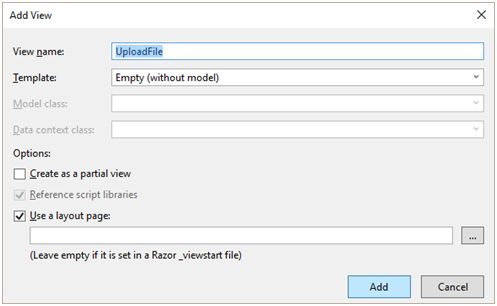 Add View
View name: UploadFile
Template: Empty (without model)
Model class:
Data context class:
Options:
Create as a partial view
Reference script libraries
Use a layout page:
...
(Leave empty if it is set in a Razor _viewstart file)
Add Cancel